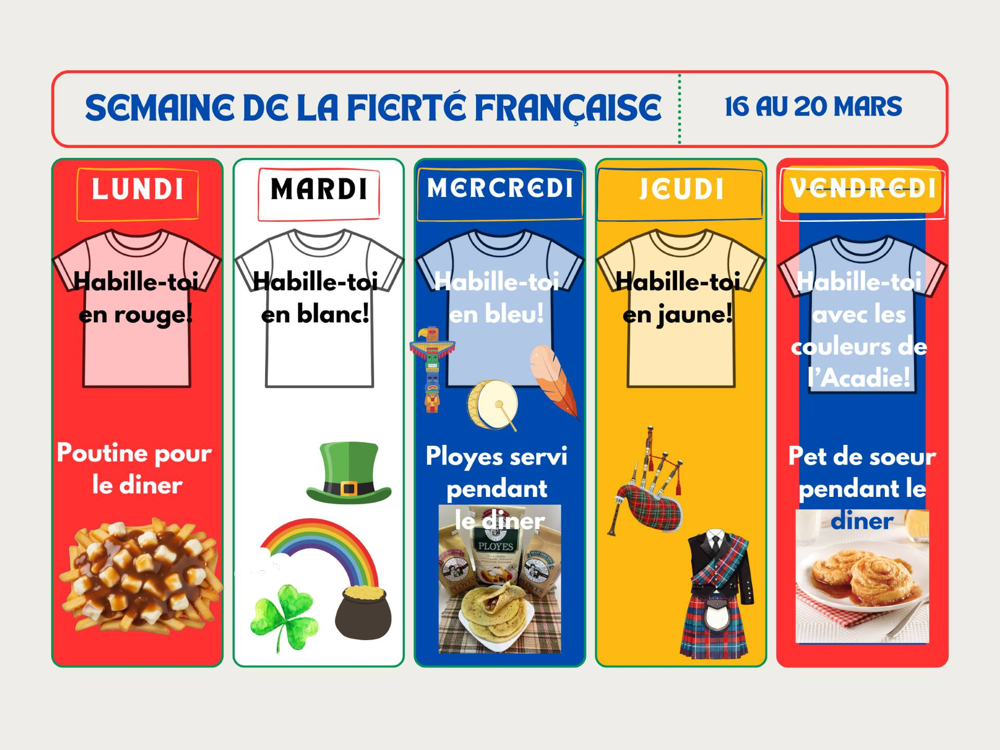 SEMAINE DE LA FIERTÉ FRANÇAISE
16 AU 20 MARS
LUNDI
Habille-toi
en rouge!
Poutine pour
le diner
MARDI
Habille-toi
en blanc!
MERCREDI
Habille-toi
en bleu!
Ployes servi
pendant
le diner
PLOYES
JEUDI
Habille-toi
en jaune!
VENDREDI
Habille-toi
avec les
couleurs de
l'Acadie!
Pet de soeur
pendant le
diner